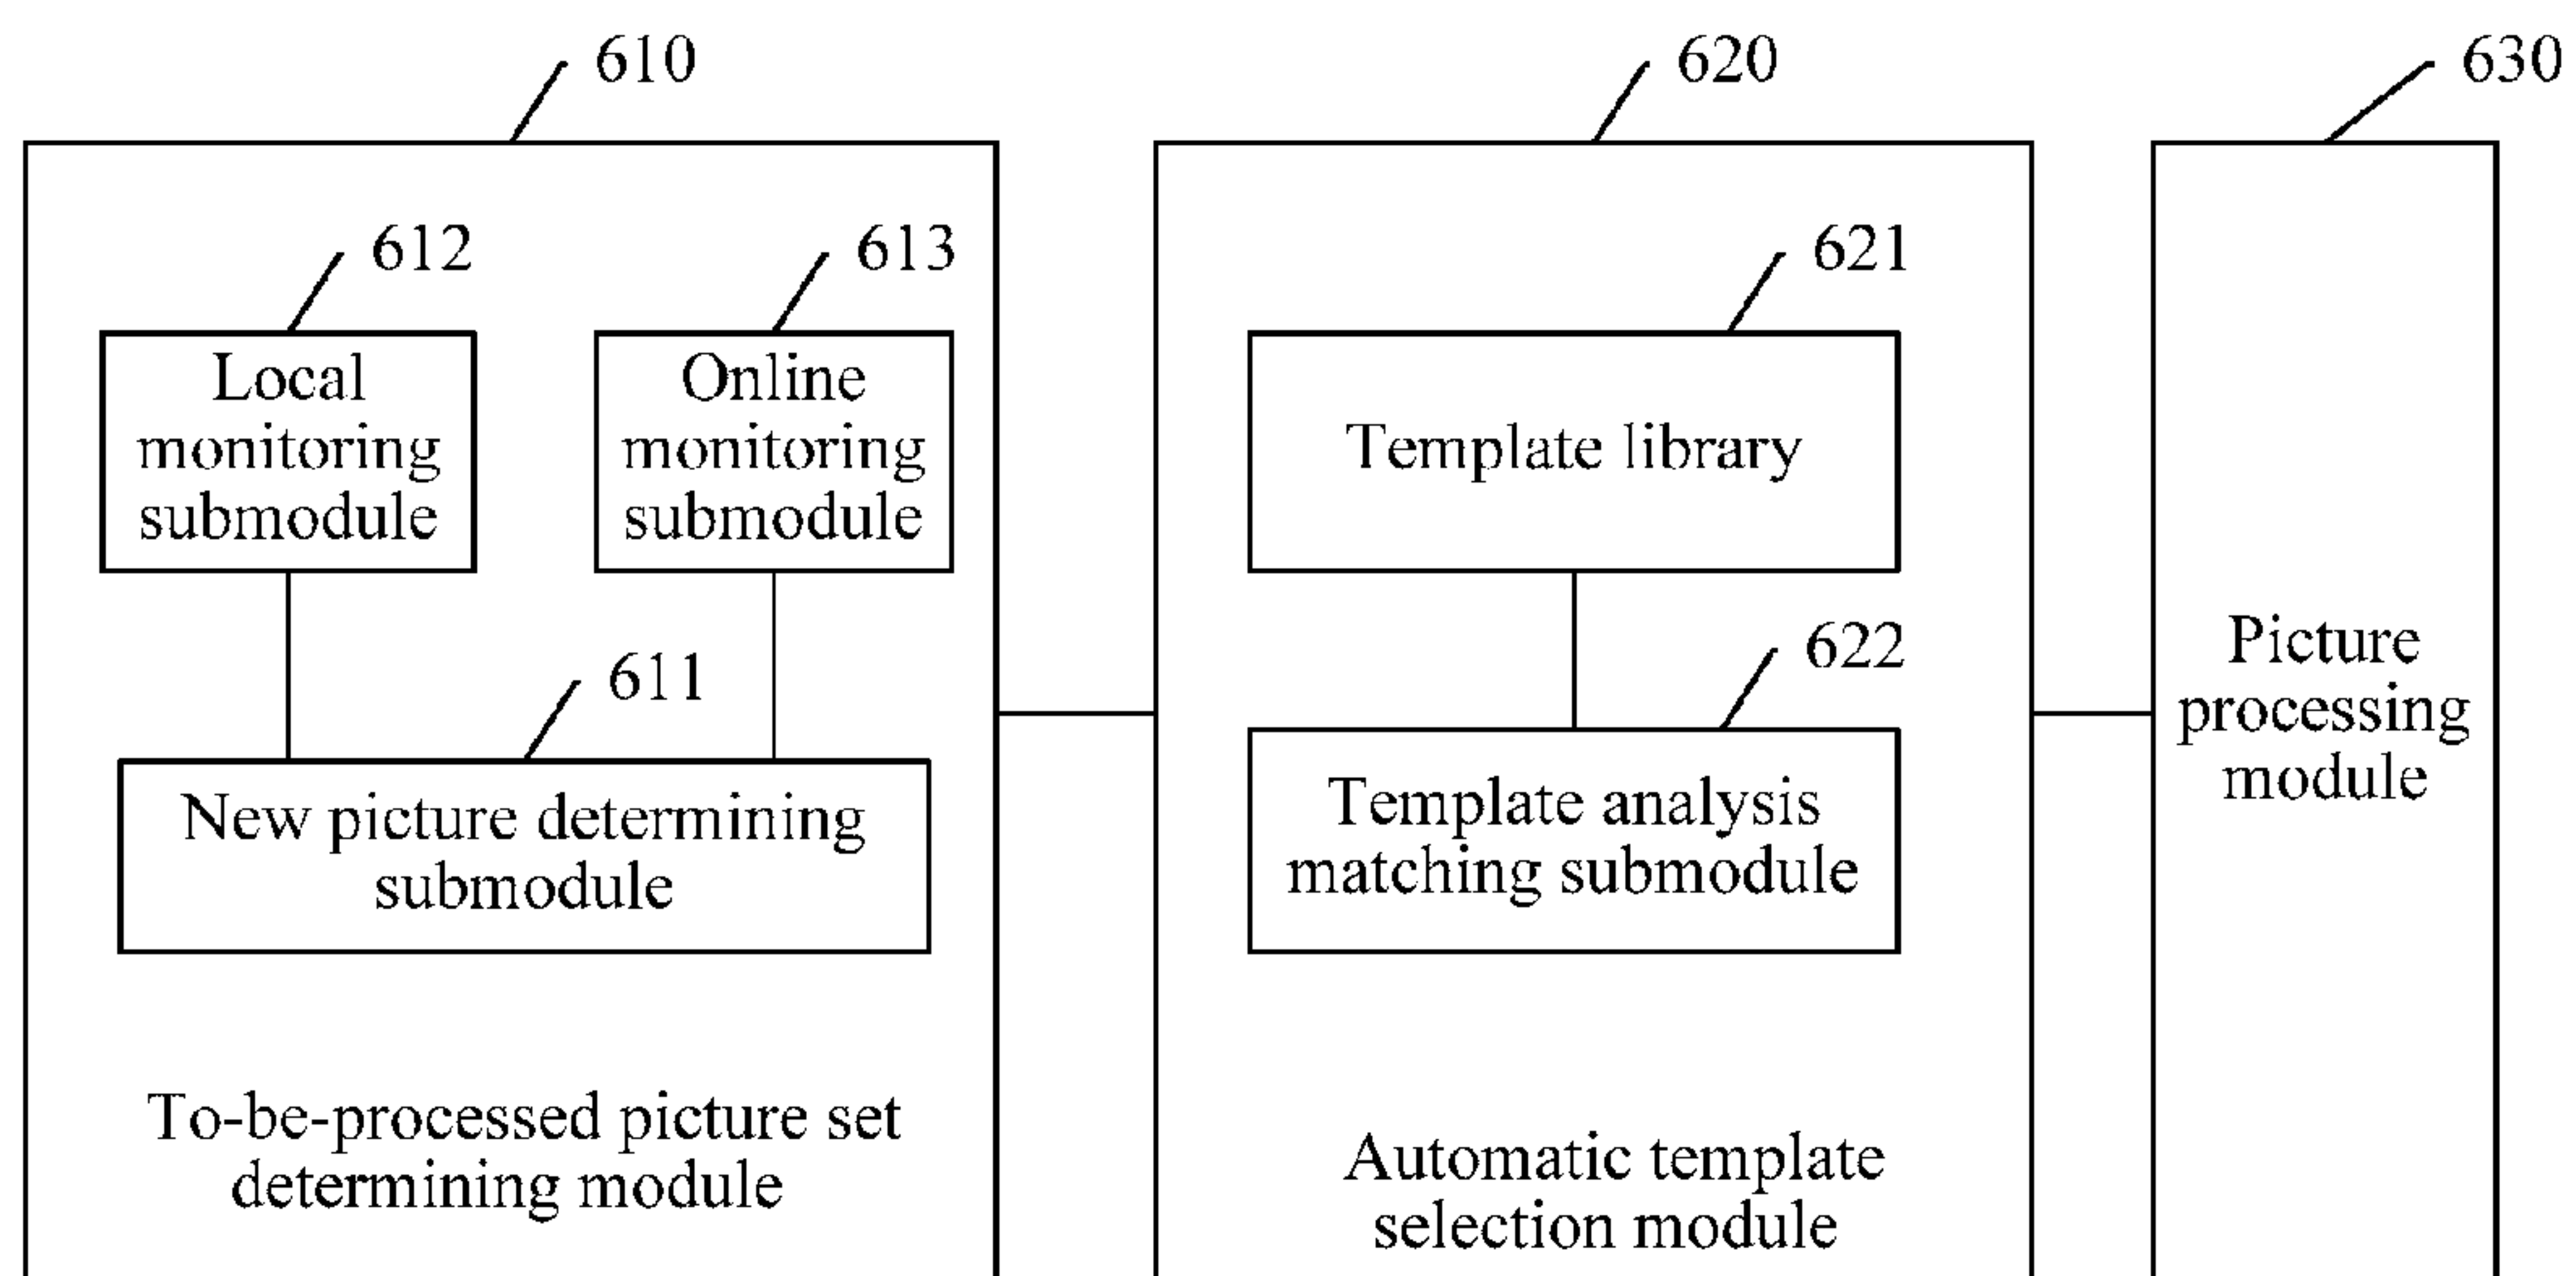 610
620
630
612
613
621
Local
monitoring
submodule
Online
monitoring
submodule
Template library
611
622
New picture determining
submodule
Template analysis
matching submodule
Picture
processing
module
To-be-processed picture set
determining module
Automatic template
selection module